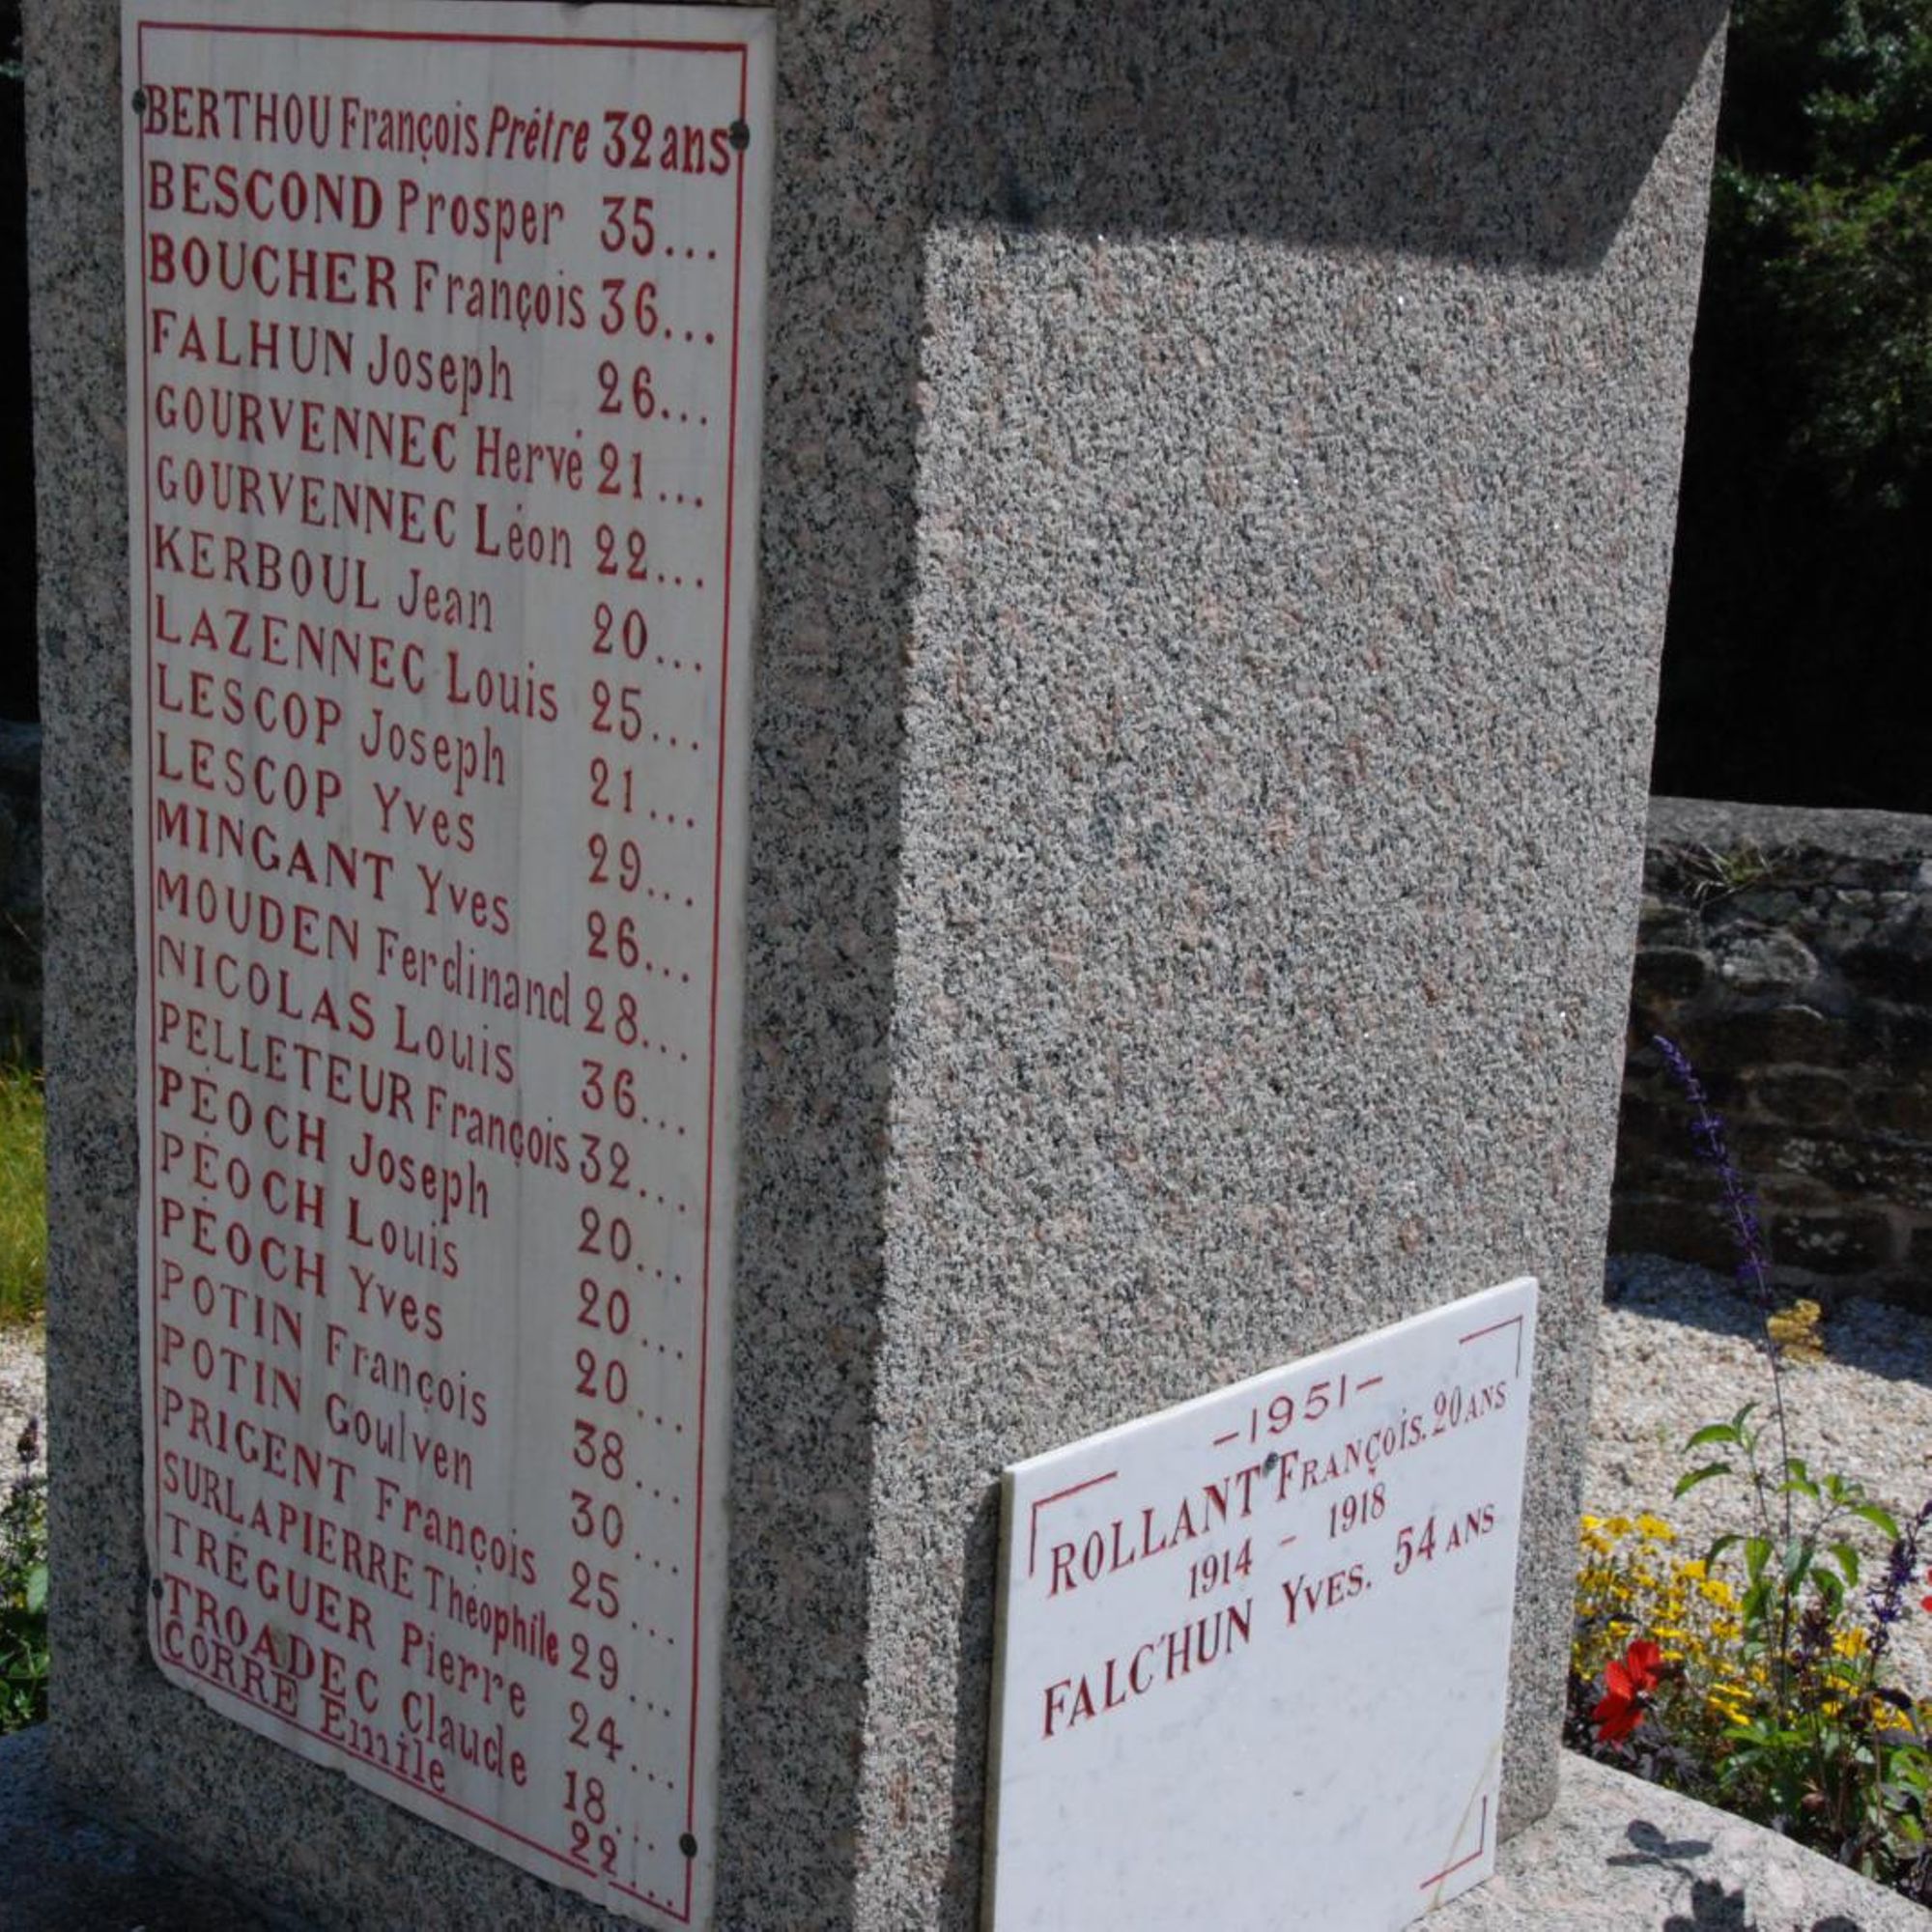 BERTHOU François Prêtre 32 ans
BESCOND Prosper 35...
BOUCHER François 36...
FALHUN Joseph 26...
GOURVENNEC Hervé 21...
GOURVENNEC Léon 22...
KERBOUL Jean 20...
LAZENNEC Louis 25...
LESCOP Joseph 21...
LESCOP Yves 29...
MINGANT Yves 26...
MOUDEN Ferdinand 28...
NICOLAS Louis 36...
PELLETEUR François 32...
PÉOCH Joseph 20...
PÉOCH Louis 20...
PÉOCH Yves 20...
POTIN François 38...
POTIN Goulven 30...
PRIGENT François 25...
SURLAPIERRE Théophile 29...
TRÉGUER Pierre 24...
TROADEC Claude 18...
CORRE Emile 22...
-1951-
ROLLANT FRANÇOIS. 20 ANS
1914 - 1918
FALC'HUN YVES. 54 ANS